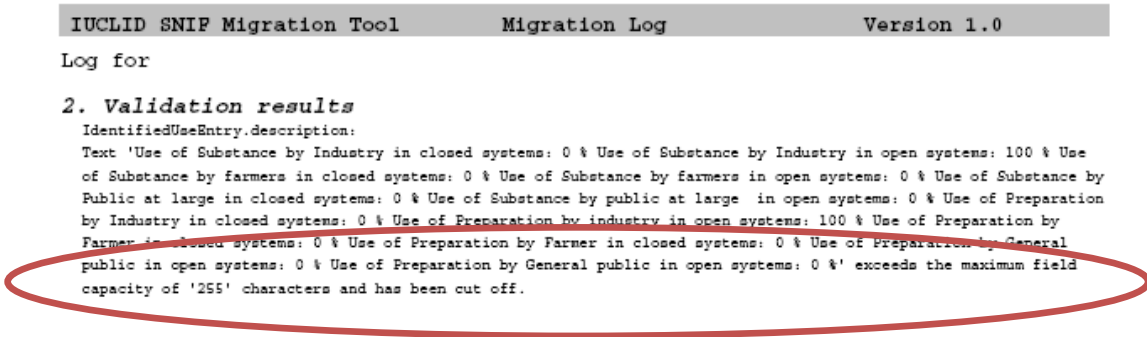 IUCLID SNIF Migration Tool Migration Log Version 1.0
Log for
2. Validation results
IdentifiedUseEntry.description:
Text 'Use of Substance by Industry in closed systems: 0 % Use of Substance by Industry in open systems: 100 % Use
of Substance by farmers in closed systems: 0 % Use of Substance by farmers in open systems: 0 % Use of Substance by
Public at large in closed systems: 0 % Use of Substance by public at large in open systems: 0 % Use of Preparation
by Industry in closed systems: 0 % Use of Preparation by industry in open systems: 100 % Use of Preparation by
Farmer in closed systems: 0 % Use of Preparation by Farmer in closed systems: 0 % Use of Preparation by General
public in open systems: 0 % Use of Preparation by General public in open systems: 0 %' exceeds the maximum field
capacity of '255' characters and has been cut off.